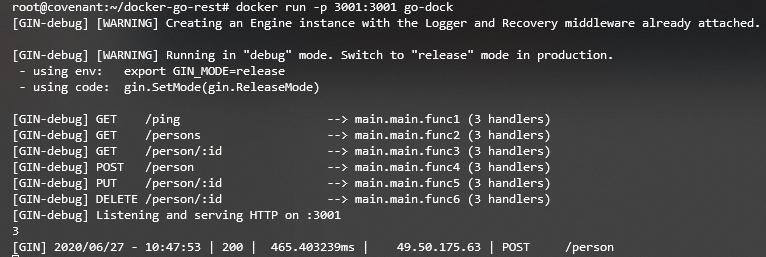 root@covenant:~/docker-go-rest# docker run -p 3001:3001 go-dock
[GIN-debug] [WARNING] Creating an Engine instance with the Logger and Recovery middleware already attached.
[GIN-debug] [WARNING] Running in "debug" mode. Switch to "release" mode in production.
 - using env:   export GIN_MODE=release
 - using code:  gin.SetMode(gin.ReleaseMode)
[GIN-debug] GET    /ping                     --> main.main.func1 (3 handlers)
[GIN-debug] GET    /persons                  --> main.main.func2 (3 handlers)
[GIN-debug] GET    /person/:id               --> main.main.func3 (3 handlers)
[GIN-debug] POST   /person                   --> main.main.func4 (3 handlers)
[GIN-debug] PUT    /person/:id               --> main.main.func5 (3 handlers)
[GIN-debug] DELETE /person/:id               --> main.main.func6 (3 handlers)
[GIN-debug] Listening and serving HTTP on :3001
3
[GIN] 2020/06/27 - 10:47:53 | 200 |  465.403239ms |    49.50.175.63 | POST     /person